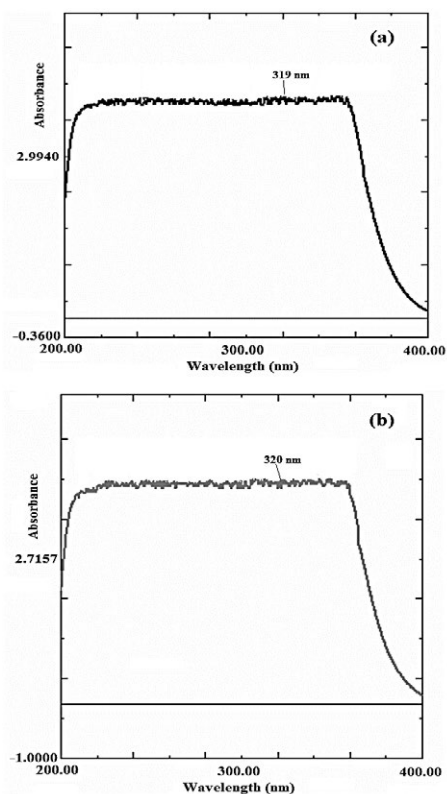 (a)
319 nm
Absorbance
2.9940
-0.3600
200.00
300.00
400.00
Wavelength (nm)
(b)
320 nm
Absorbance
2.7157
-1.0000
200.00
300.00
400.00
Wavelength (nm)